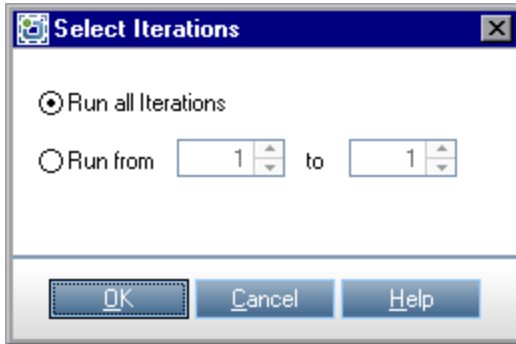 Select Iterations
Run all Iterations
Run from 1 to 1
OK Cancel Help